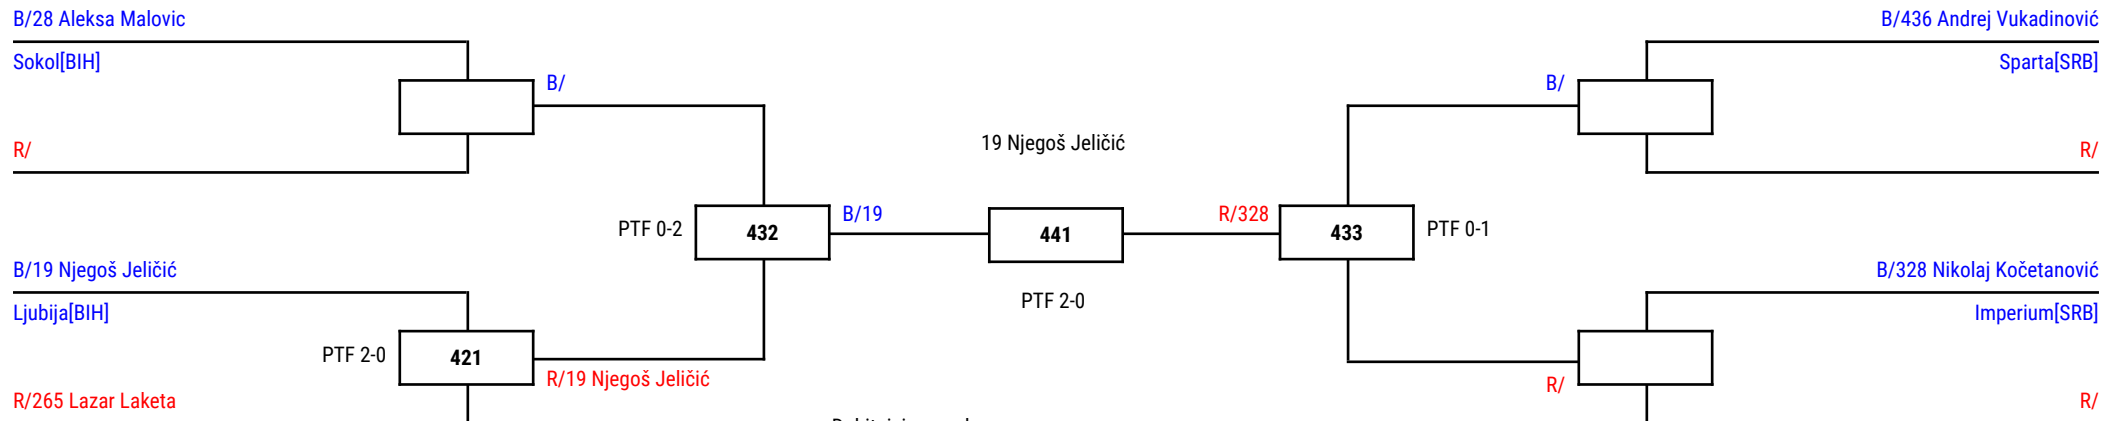 B/28 Aleksa Malovic
B/436 Andrej Vukadinović
Sokol[BIH]
Sparta[SRB]
B/
B/
R/
19 Njegoš Jeličić
R/
PTF 0-2
432
B/19
441
R/328
433
PTF 0-1
B/19 Njegoš Jeličić
B/328 Nikolaj Kočetanović
Ljubija[BIH]
PTF 2-0
Imperium[SRB]
PTF 2-0
421
R/19 Njegoš Jeličić
R/
R/265 Lazar Laketa
R/